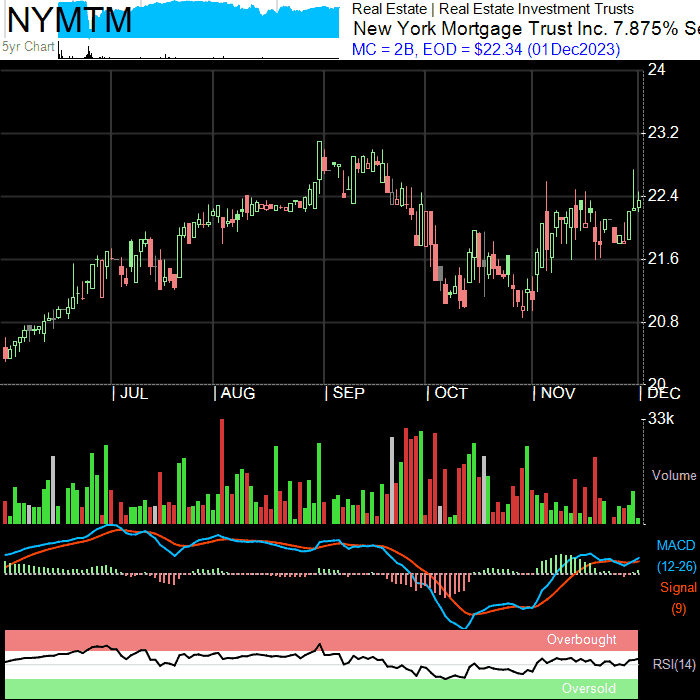 NYMTM
Real Estate | Real Estate Investment Trusts
New York Mortgage Trust Inc. 7.875% Se
5yr Chart
MC = 2B, EOD = $22.34 (01Dec2023)
24
23.2
22.4
21.6
20.8
20
JUL
AUG
SEP
OCT
NOV
DEC
33k
Volume
MACD
(12-26)
Signal
(9)
Overbought
RSI(14)
Oversold